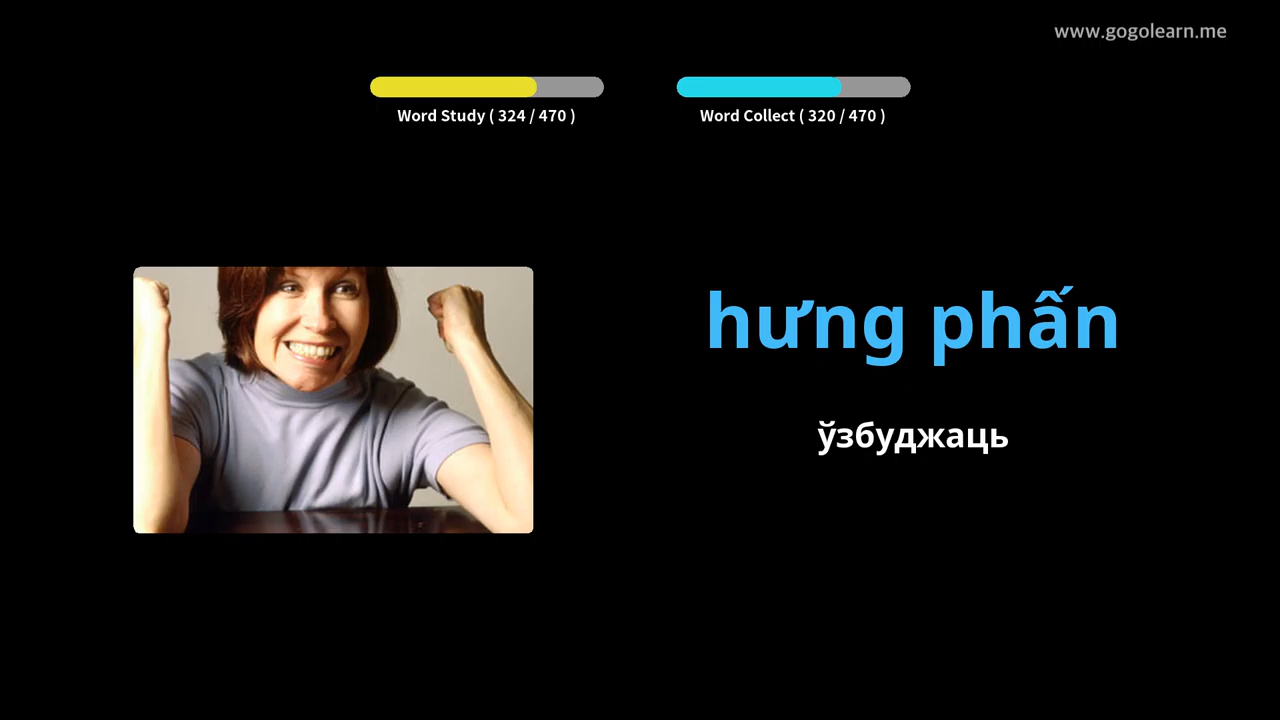 www.gogolearn.me
Word Study ( 324 / 470 )
Word Collect ( 320 / 470 )
hưng phấn
ўзбуджаць